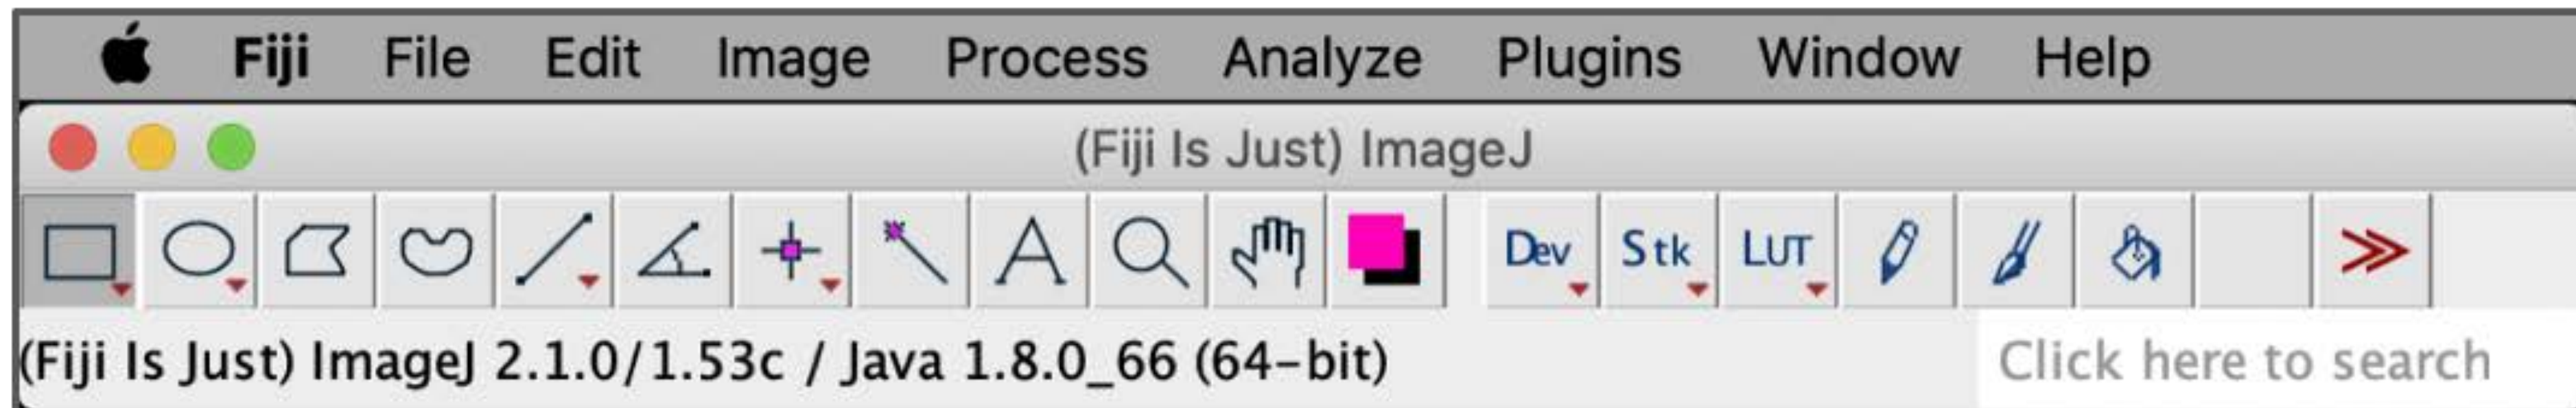 Fiji File Edit Image Process Analyze Plugins Window Help
(Fiji Is Just) ImageJ
A Dev Stk LUT
(Fiji Is Just) ImageJ 2.1.0/1.53c / Java 1.8.0_66 (64-bit) Click here to search